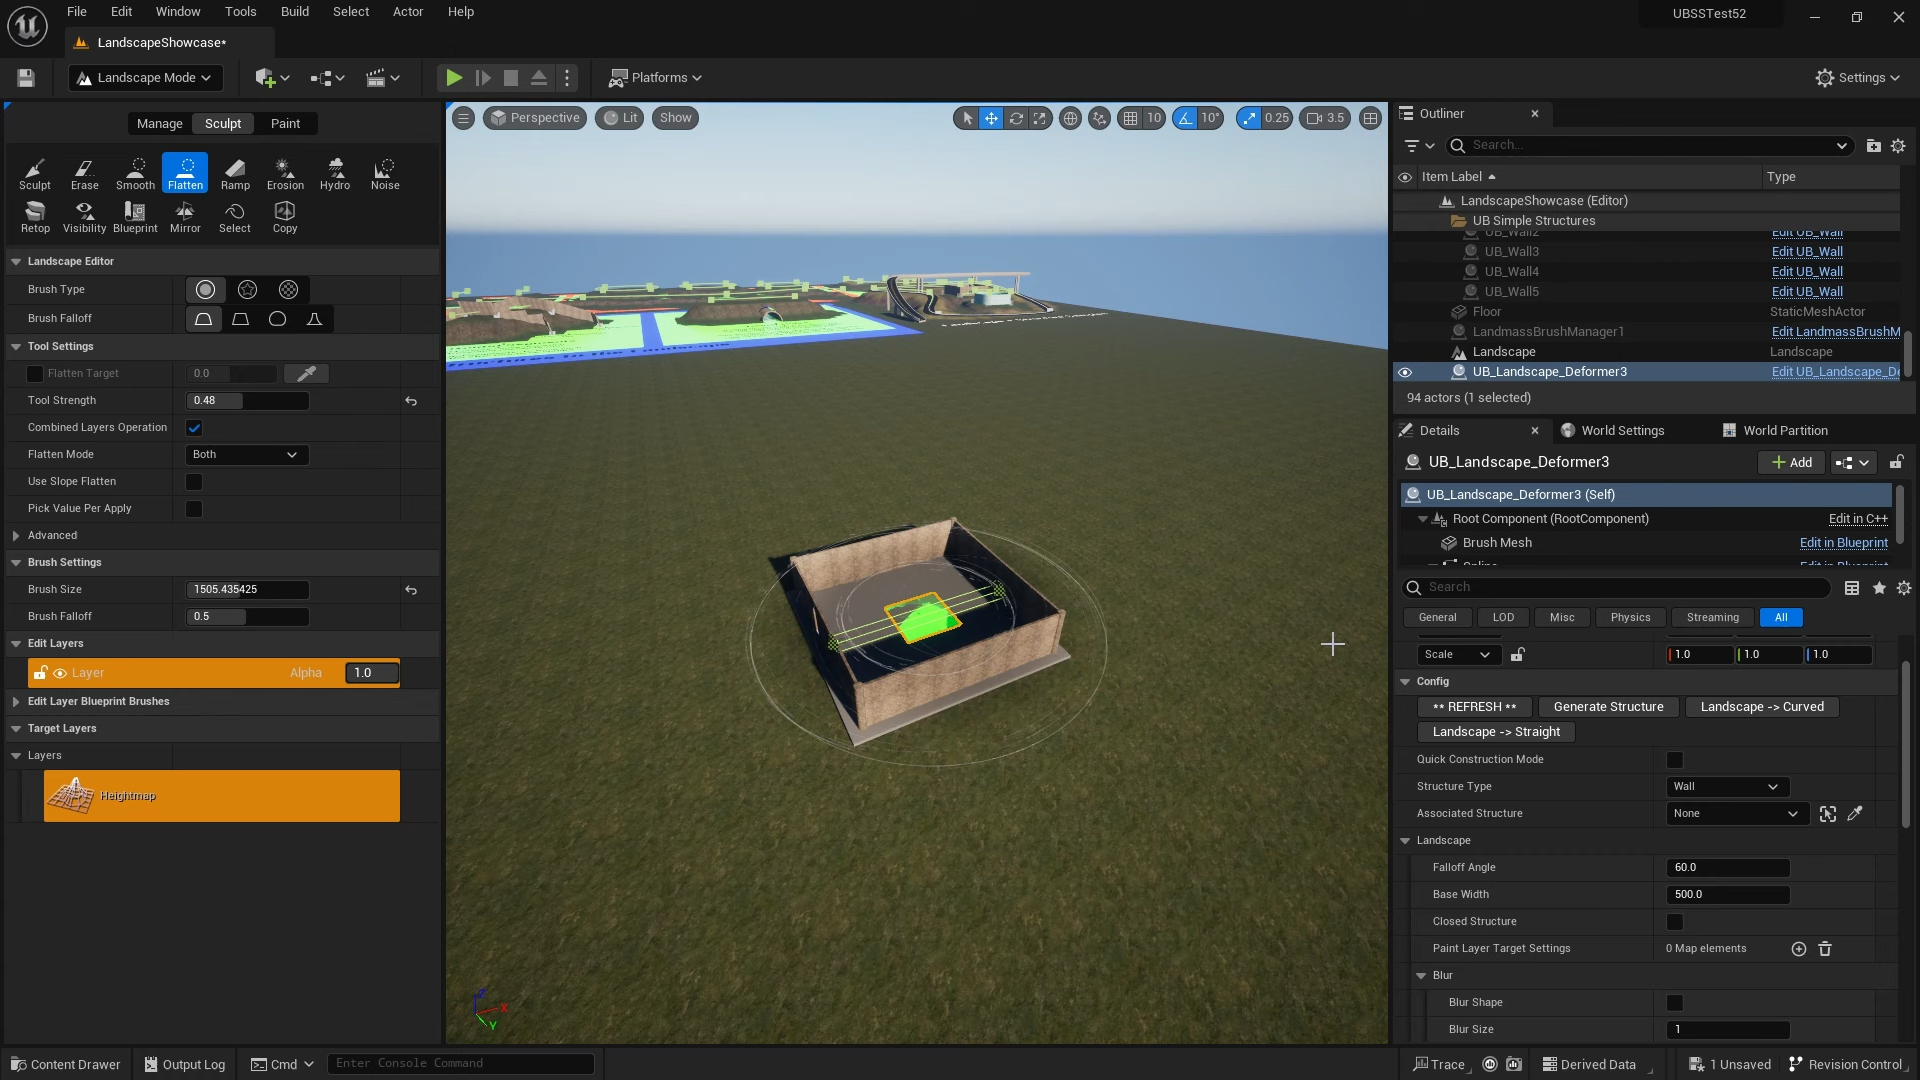 File Edit Window Tools Build Select Actor Help
UBSSTest52
LandscapeShowcase*
Landscape Mode
Platforms
Settings
Manage Sculpt Paint
Sculpt Erase Smooth Flatten Ramp Erosion Hydro Noise
Retop Visibility Blueprint Mirror Select Copy
Landscape Editor
Brush Type
Brush Falloff
Tool Settings
Flatten Target 0.0
Tool Strength 0.48
Combined Layers Operation
Flatten Mode Both
Use Slope Flatten
Pick Value Per Apply
Advanced
Brush Settings
Brush Size 1505.435425
Brush Falloff 0.5
Edit Layers
Layer Alpha 1.0
Edit Layer Blueprint Brushes
Target Layers
Layers
Heightmap
Perspective Lit Show
10 10° 0.25 3.5
Z
X
Y
Outliner
Search...
Item Label Type
LandscapeShowcase (Editor)
UB Simple Structures
UB_Wall2 Edit UB_Wall
UB_Wall3 Edit UB_Wall
UB_Wall4 Edit UB_Wall
UB_Wall5 Edit UB_Wall
Floor StaticMeshActor
LandmassBrushManager1 Edit LandmassBrushM
Landscape Landscape
UB_Landscape_Deformer3 Edit UB_Landscape_De
94 actors (1 selected)
Details World Settings World Partition
UB_Landscape_Deformer3 Add
UB_Landscape_Deformer3 (Self)
Root Component (RootComponent) Edit in C++
Brush Mesh Edit in Blueprint
Spline Edit in Blueprint
Search
General LOD Misc Physics Streaming All
Scale 1.0 1.0 1.0
Config
** REFRESH ** Generate Structure Landscape -> Curved
Landscape -> Straight
Quick Construction Mode
Structure Type Wall
Associated Structure None
Landscape
Falloff Angle 60.0
Base Width 500.0
Closed Structure
Paint Layer Target Settings 0 Map elements
Blur
Blur Shape
Blur Size 1
Content Drawer Output Log Cmd Enter Console Command
Trace Derived Data 1 Unsaved Revision Control